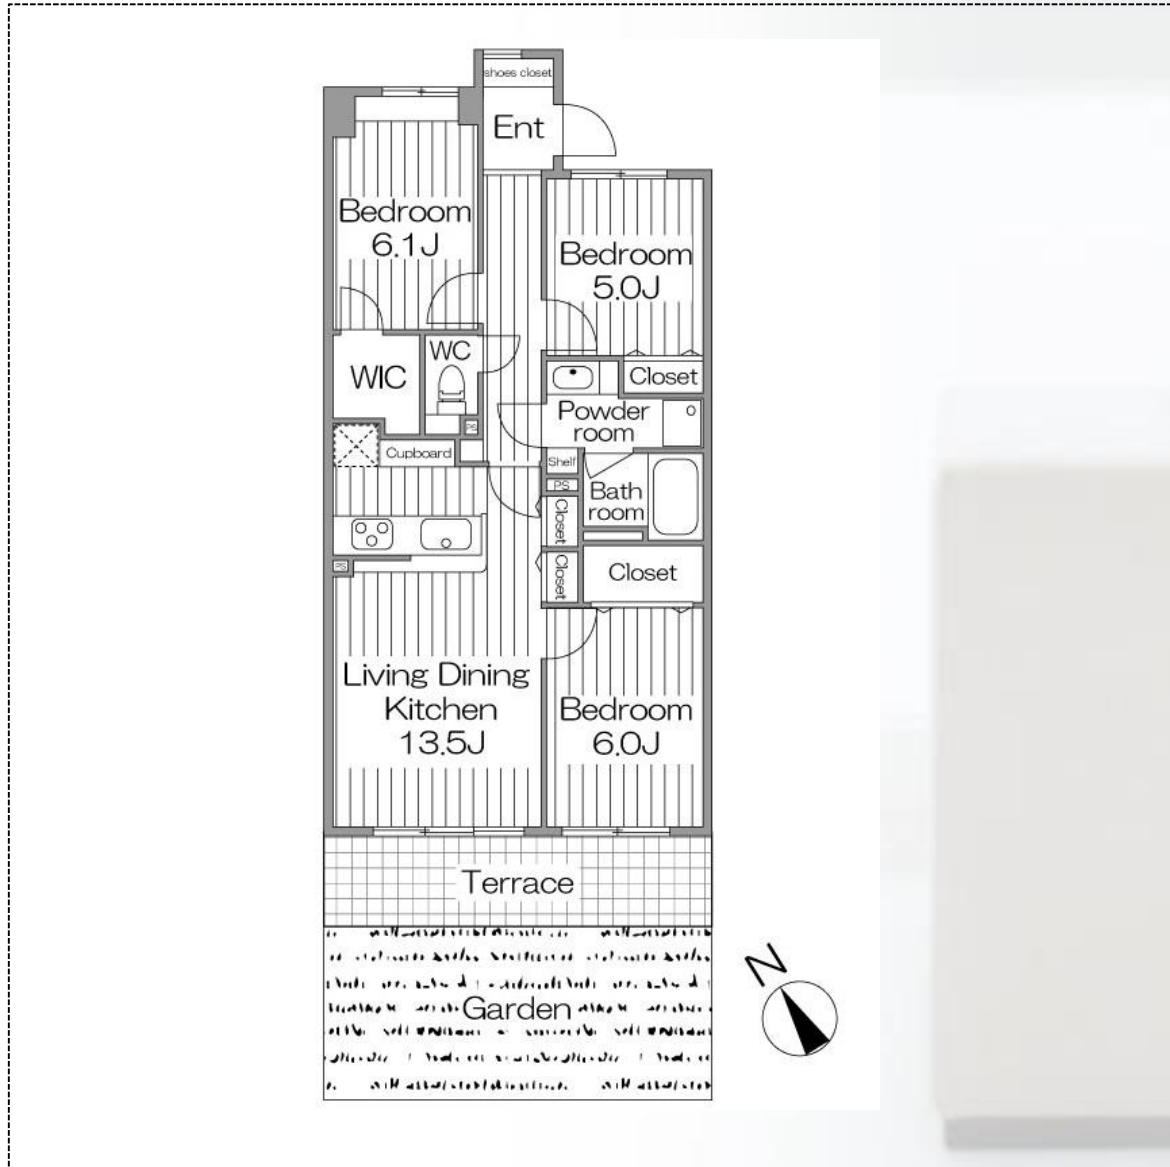 shoes closet
Ent
Bedroom
6.1J
Bedroom
5.0J
WC
WIC
Closet
Powder
room
PS
Cupboard
Shelf
PS
Bath
room
Closet
PS
Closet
Closet
Living Dining
Kitchen
13.5J
Bedroom
6.0J
Terrace
Garden
N